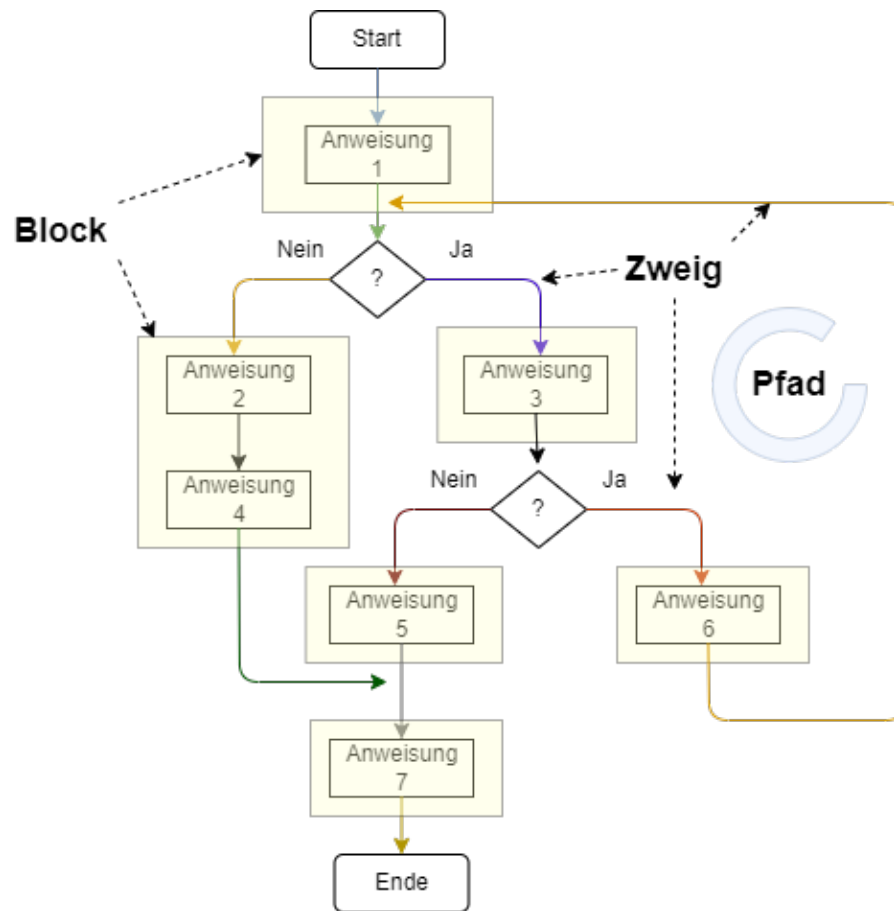 Start
Anweisung
1
Block
Nein
Ja
Zweig
?
Anweisung
2
Anweisung
3
Pfad
Anweisung
4
Nein
Ja
?
Anweisung
5
Anweisung
6
Anweisung
7
Ende